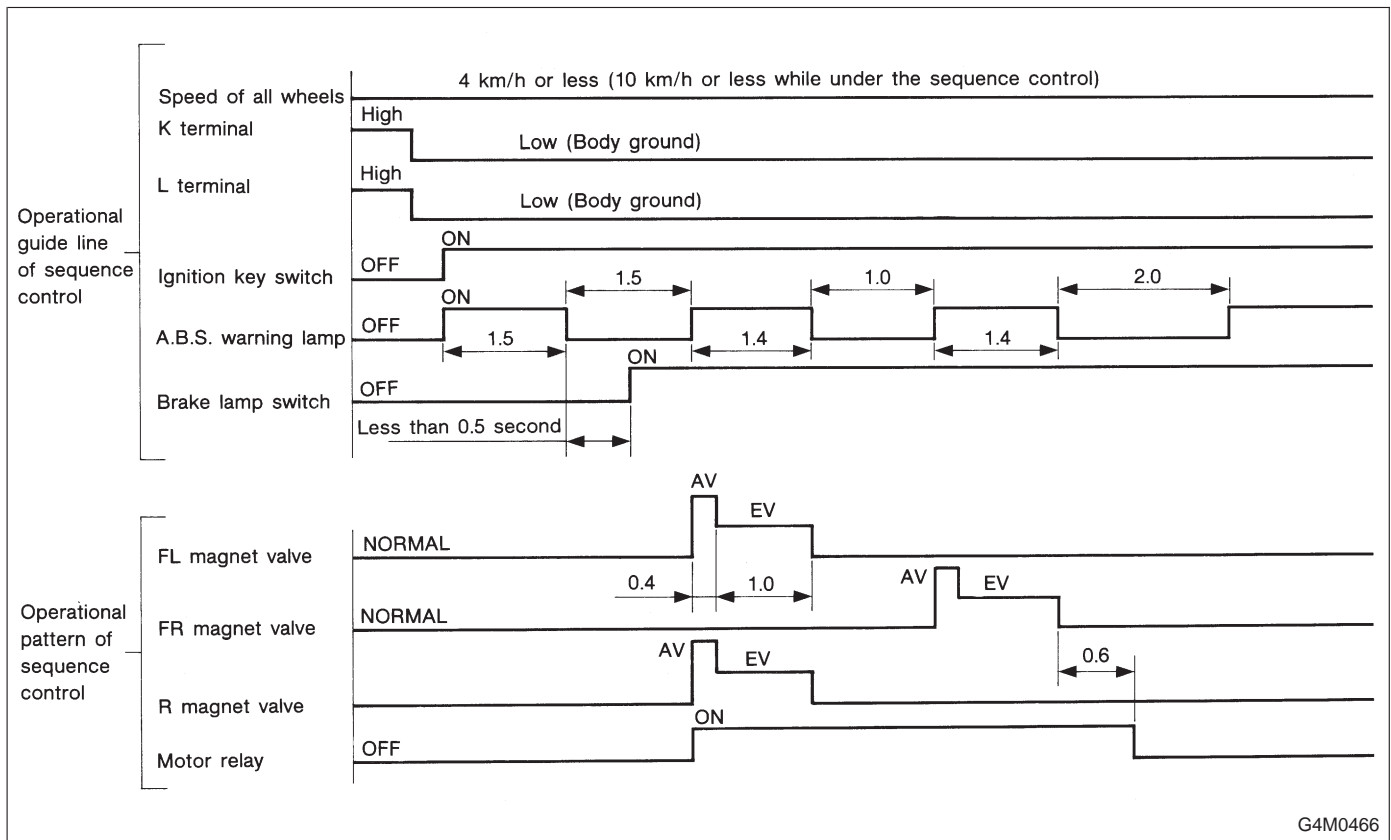 4 km/h or less (10 km/h or less while under the sequence control)
Speed of all wheels
High
K terminal
Low (Body ground)
High
L terminal
Low (Body ground)
Operational
guide line
of sequence
control
ON
OFF
Ignition key switch
1.5
1.0
2.0
ON
OFF
A.B.S. warning lamp
1.5
1.4
1.4
ON
OFF
Brake lamp switch
Less than 0.5 second
AV
EV
NORMAL
FL magnet valve
0.4
1.0
AV
EV
Operational
pattern of
sequence
control
NORMAL
FR magnet valve
AV
EV
0.6
R magnet valve
ON
OFF
Motor relay
G4M0466